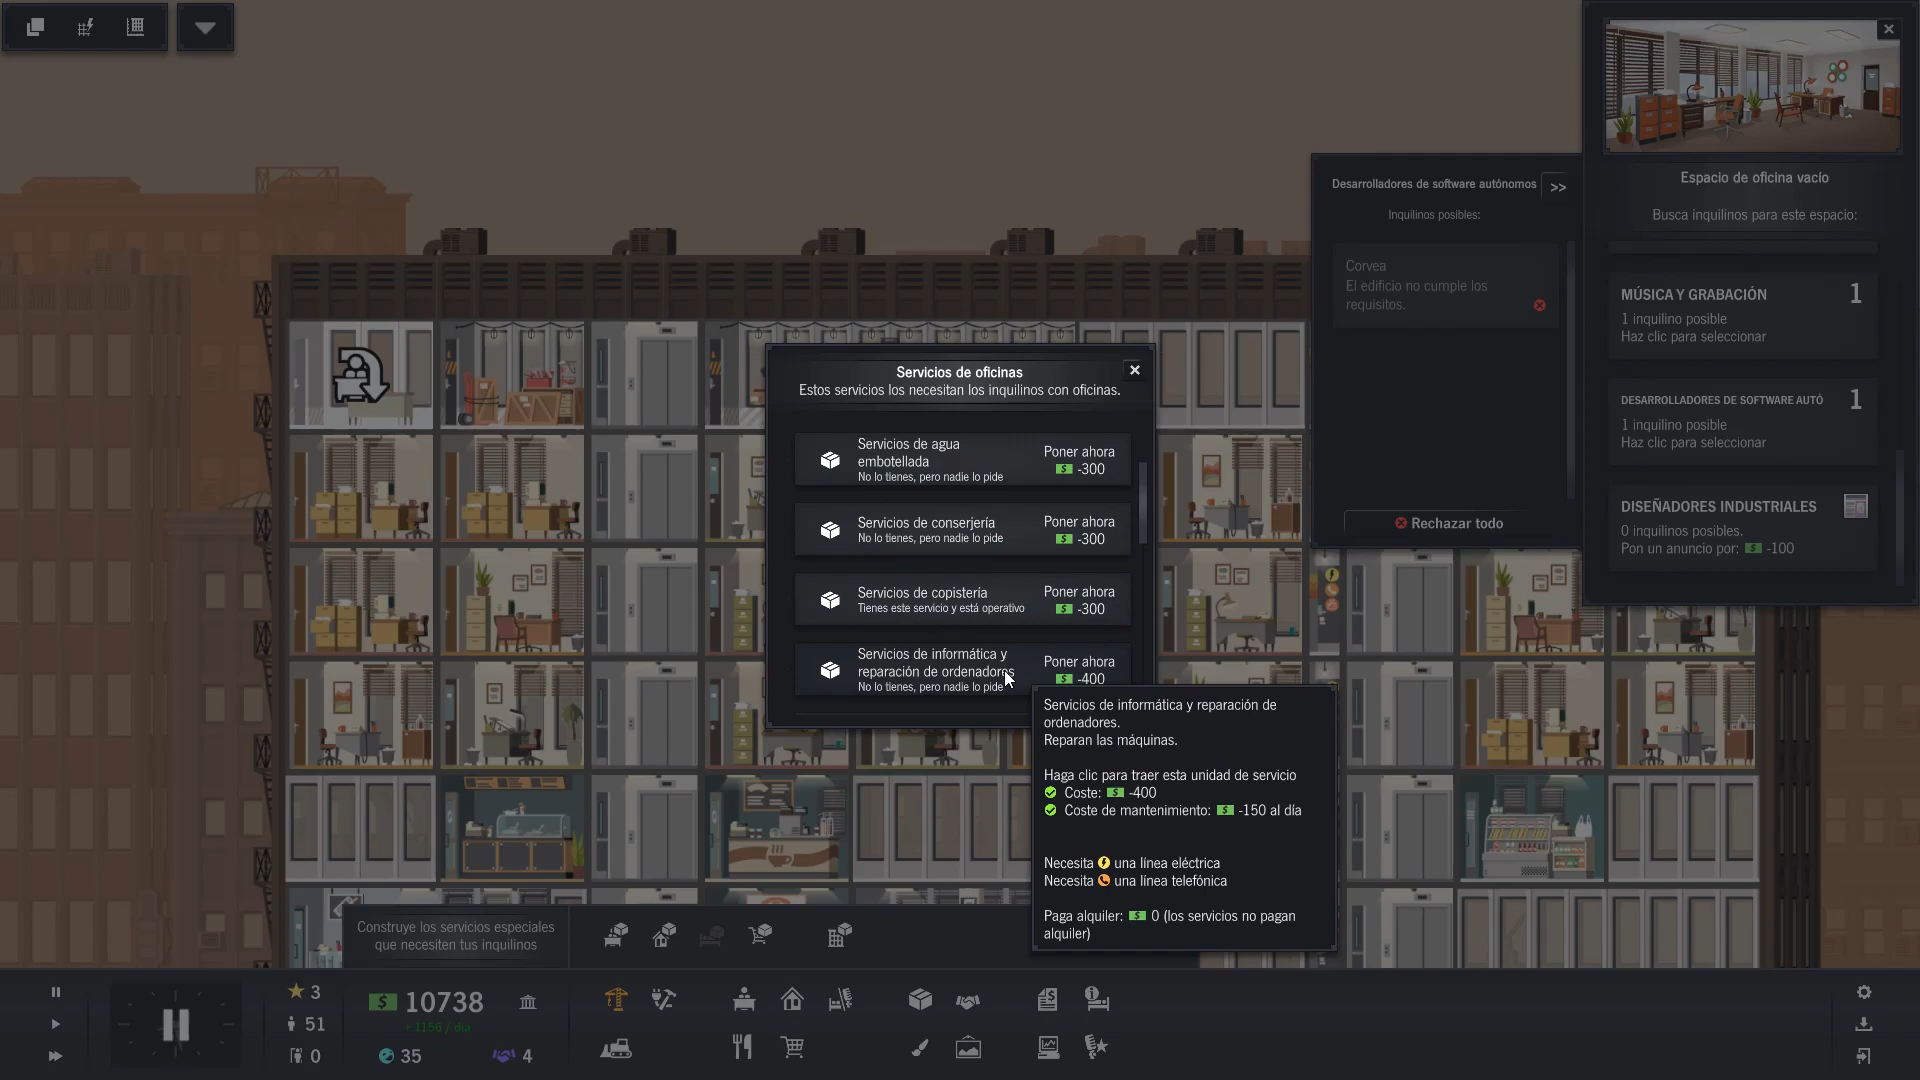 Espacio de oficina vacío
Busca inquilinos para este espacio:
MÚSICA Y GRABACIÓN
1
1 inquilino posible
Haz clic para seleccionar
DESARROLLADORES DE SOFTWARE AUTÓ
1
1 inquilino posible
Haz clic para seleccionar
DISEÑADORES INDUSTRIALES
0 inquilinos posibles.
Pon un anuncio por: $ -100
Desarrolladores de software autónomos
>>
Inquilinos posibles:
Corvea
El edificio no cumple los
requisitos.
Rechazar todo
Servicios de oficinas
Estos servicios los necesitan los inquilinos con oficinas.
Servicios de agua
embotellada
No lo tienes, pero nadie lo pide
Poner ahora
$ -300
Servicios de conserjería
No lo tienes, pero nadie lo pide
Poner ahora
$ -300
Servicios de copistería
Tienes este servicio y está operativo
Poner ahora
$ -300
Servicios de informática y
reparación de ordenadores
No lo tienes, pero nadie lo pide
Poner ahora
$ -400
Servicios de informática y reparación de
ordenadores.
Reparan las máquinas.
Haga clic para traer esta unidad de servicio
Coste: $ -400
Coste de mantenimiento: $ -150 al día
Necesita una línea eléctrica
Necesita una línea telefónica
Paga alquiler: $ 0 (los servicios no pagan
alquiler)
Construye los servicios especiales
que necesiten tus inquilinos
3
51
0
$ 10738
+ 1156 / día
35
4